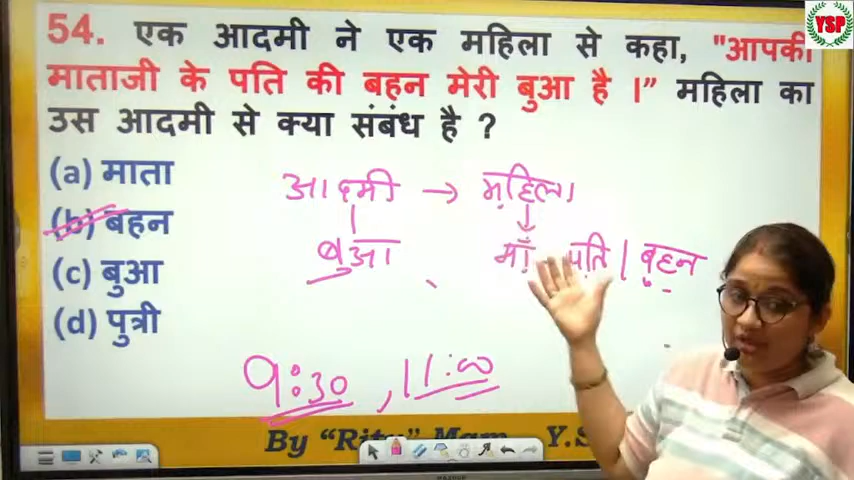 YSP
54. एक आदमी ने एक महिला से कहा, "आपकी
माताजी के पति की बहन मेरी बुआ है ।” महिला का
उस आदमी से क्या संबंध है ?
(a) माता
(b) बहन
(c) बुआ
(d) पुत्री
आदमी → महिला
बुआ माँ - पति | बहन
9:30 , 11:00
By “Ritu” Mam